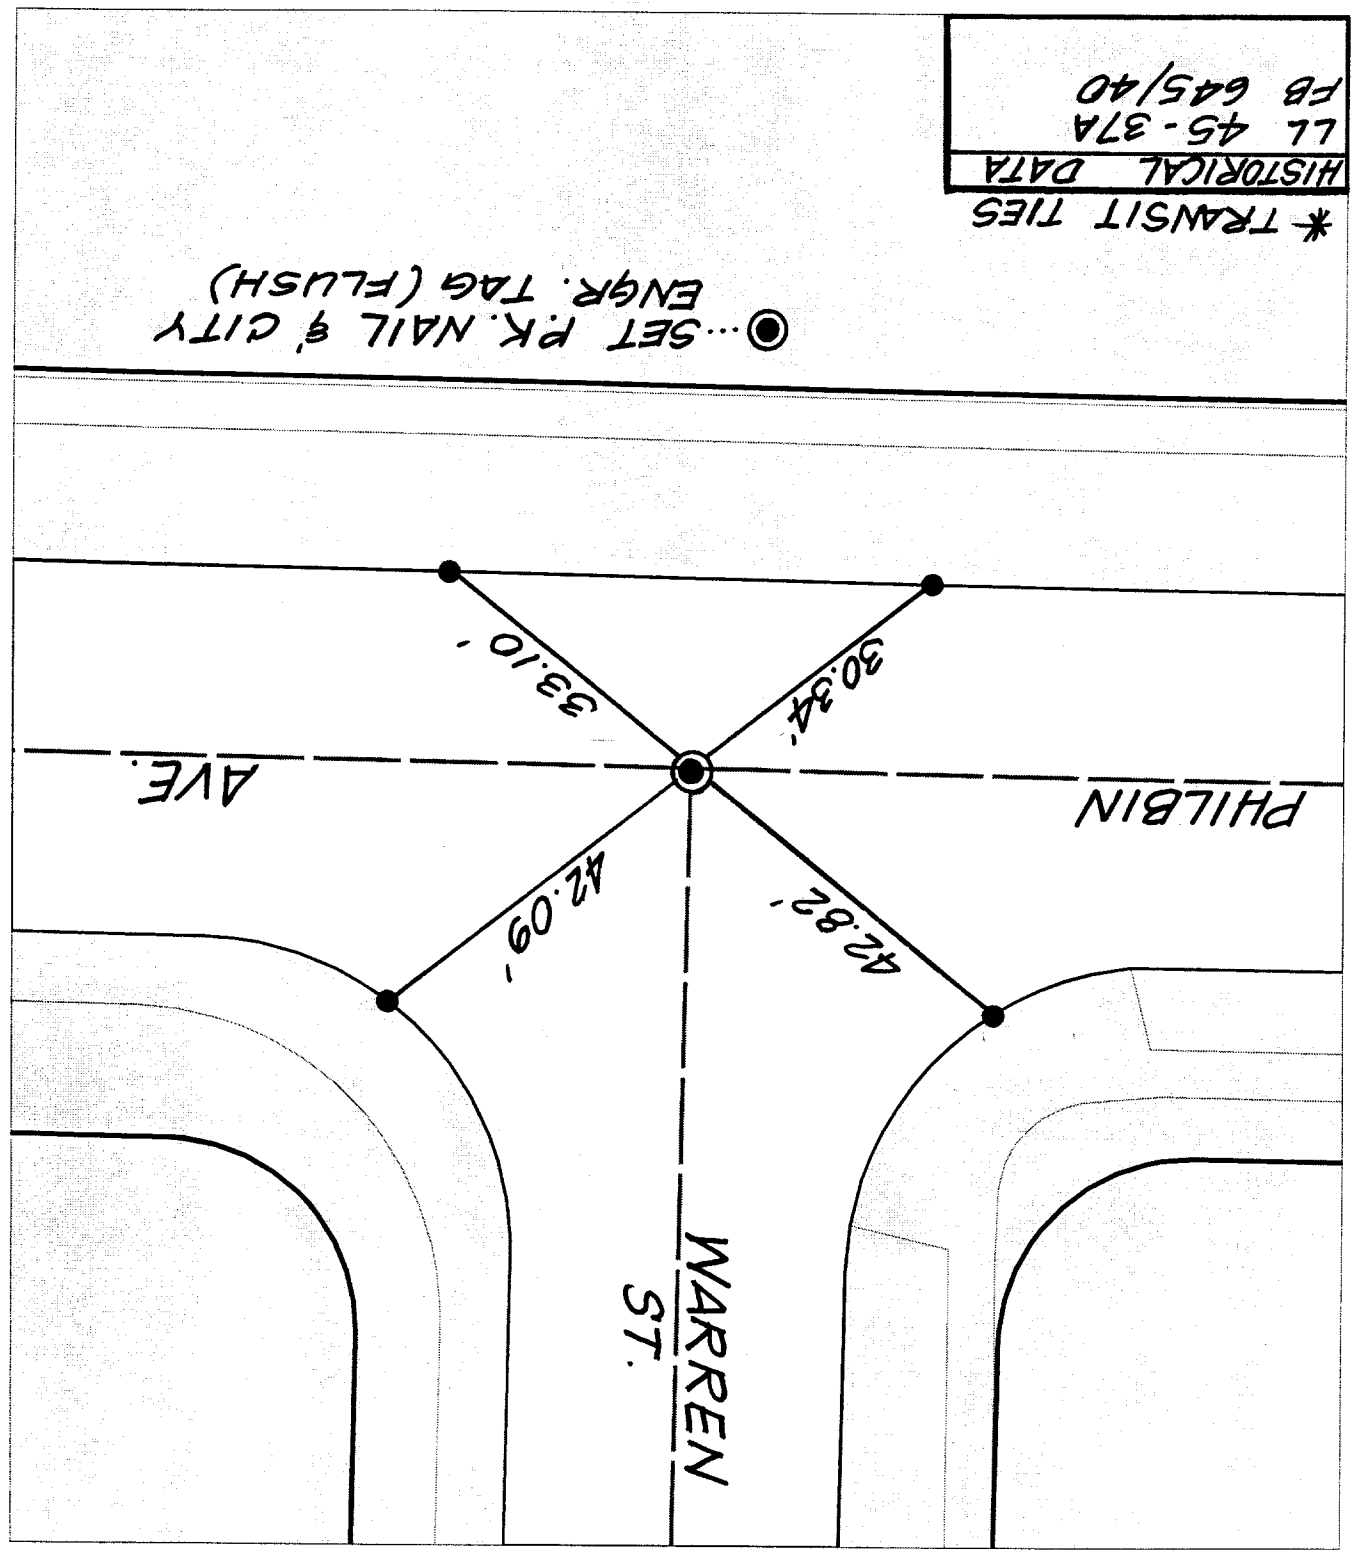 WARREN
ST.
PHILBIN AVE.
42.82'
42.09'
30.34'
33.10'
...SET P.K. NAIL & CITY
ENGR. TAG (FLUSH)
* TRANSIT TIES
HISTORICAL DATA
LL 45-37A
FB 645/40